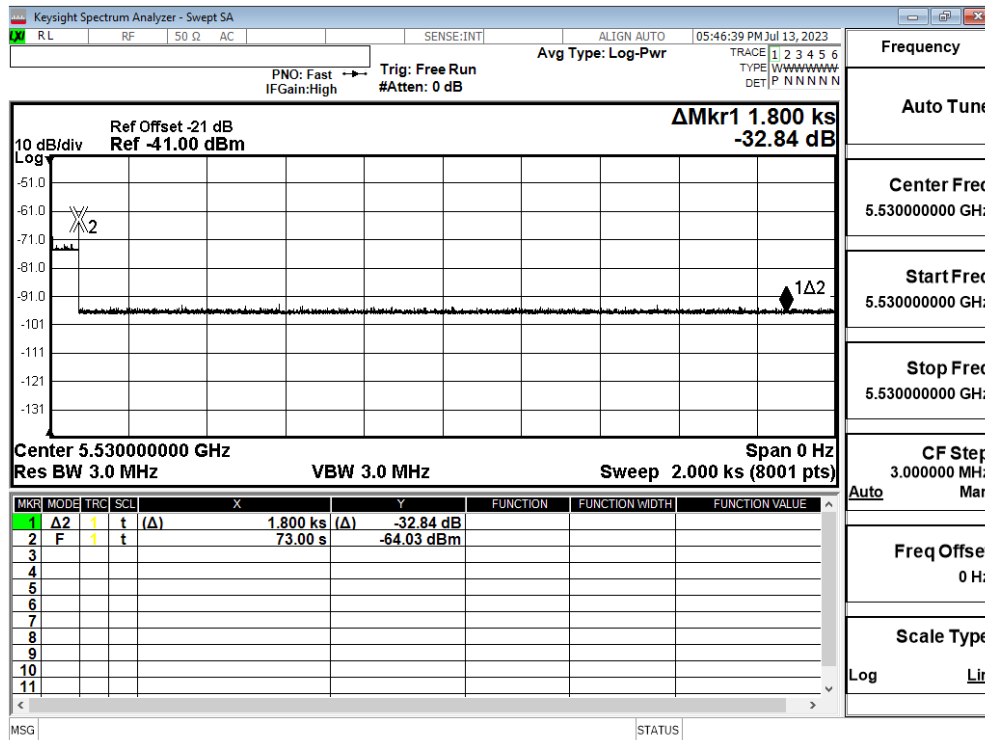 Keysight Spectrum Analyzer - Swept SA
LXI RL RF 50 Ω AC SENSE:INT ALIGN AUTO 05:46:39 PM Jul 13, 2023
PNO: Fast
IFGain:High
Trig: Free Run
#Atten: 0 dB
Avg Type: Log-Pwr
TRACE 1 2 3 4 5 6
TYPE WWWWWW
DET P N N N N N
Ref Offset -21 dB
10 dB/div Ref -41.00 dBm
Log
ΔMkr1 1.800 ks
-32.84 dB
-51.0
-61.0
-71.0
-81.0
-91.0
-101
-111
-121
-131
2
1Δ2
Center 5.530000000 GHz Span 0 Hz
Res BW 3.0 MHz VBW 3.0 MHz Sweep 2.000 ks (8001 pts)
MKR MODE TRC SCL X Y FUNCTION FUNCTION WIDTH FUNCTION VALUE
1 Δ2 1 t (Δ) 1.800 ks (Δ) -32.84 dB
2 F 1 t 73.00 s -64.03 dBm
3
4
5
6
7
8
9
10
11
MSG STATUS
Frequency
Auto Tune
Center Freq
5.530000000 GHz
Start Freq
5.530000000 GHz
Stop Freq
5.530000000 GHz
CF Step
3.000000 MHz
Auto Man
Freq Offset
0 Hz
Scale Type
Log Lin